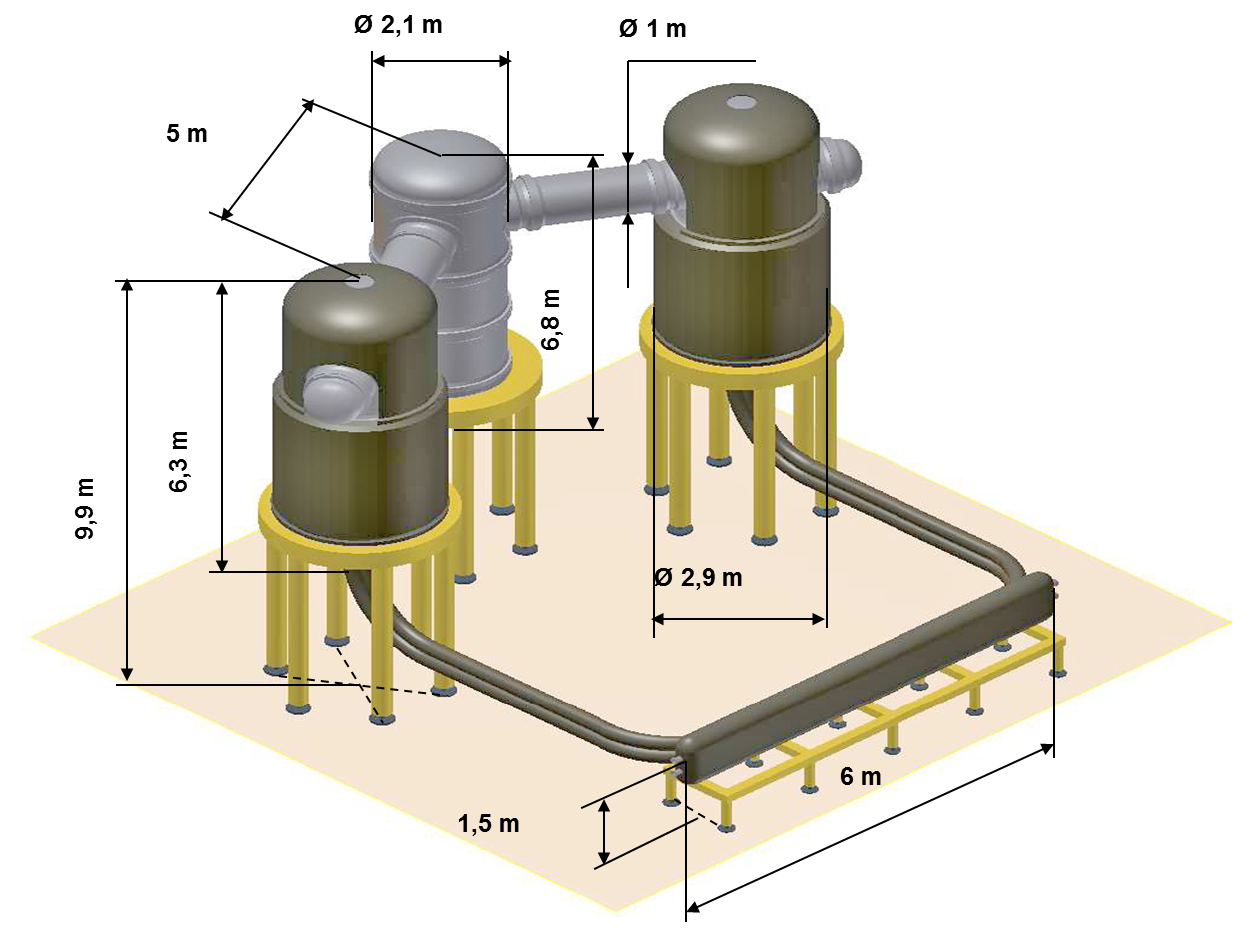 Ø 2,1 m
Ø 1 m
5 m
6,8 m
6,3 m
9,9 m
Ø 2,9 m
6 m
1,5 m